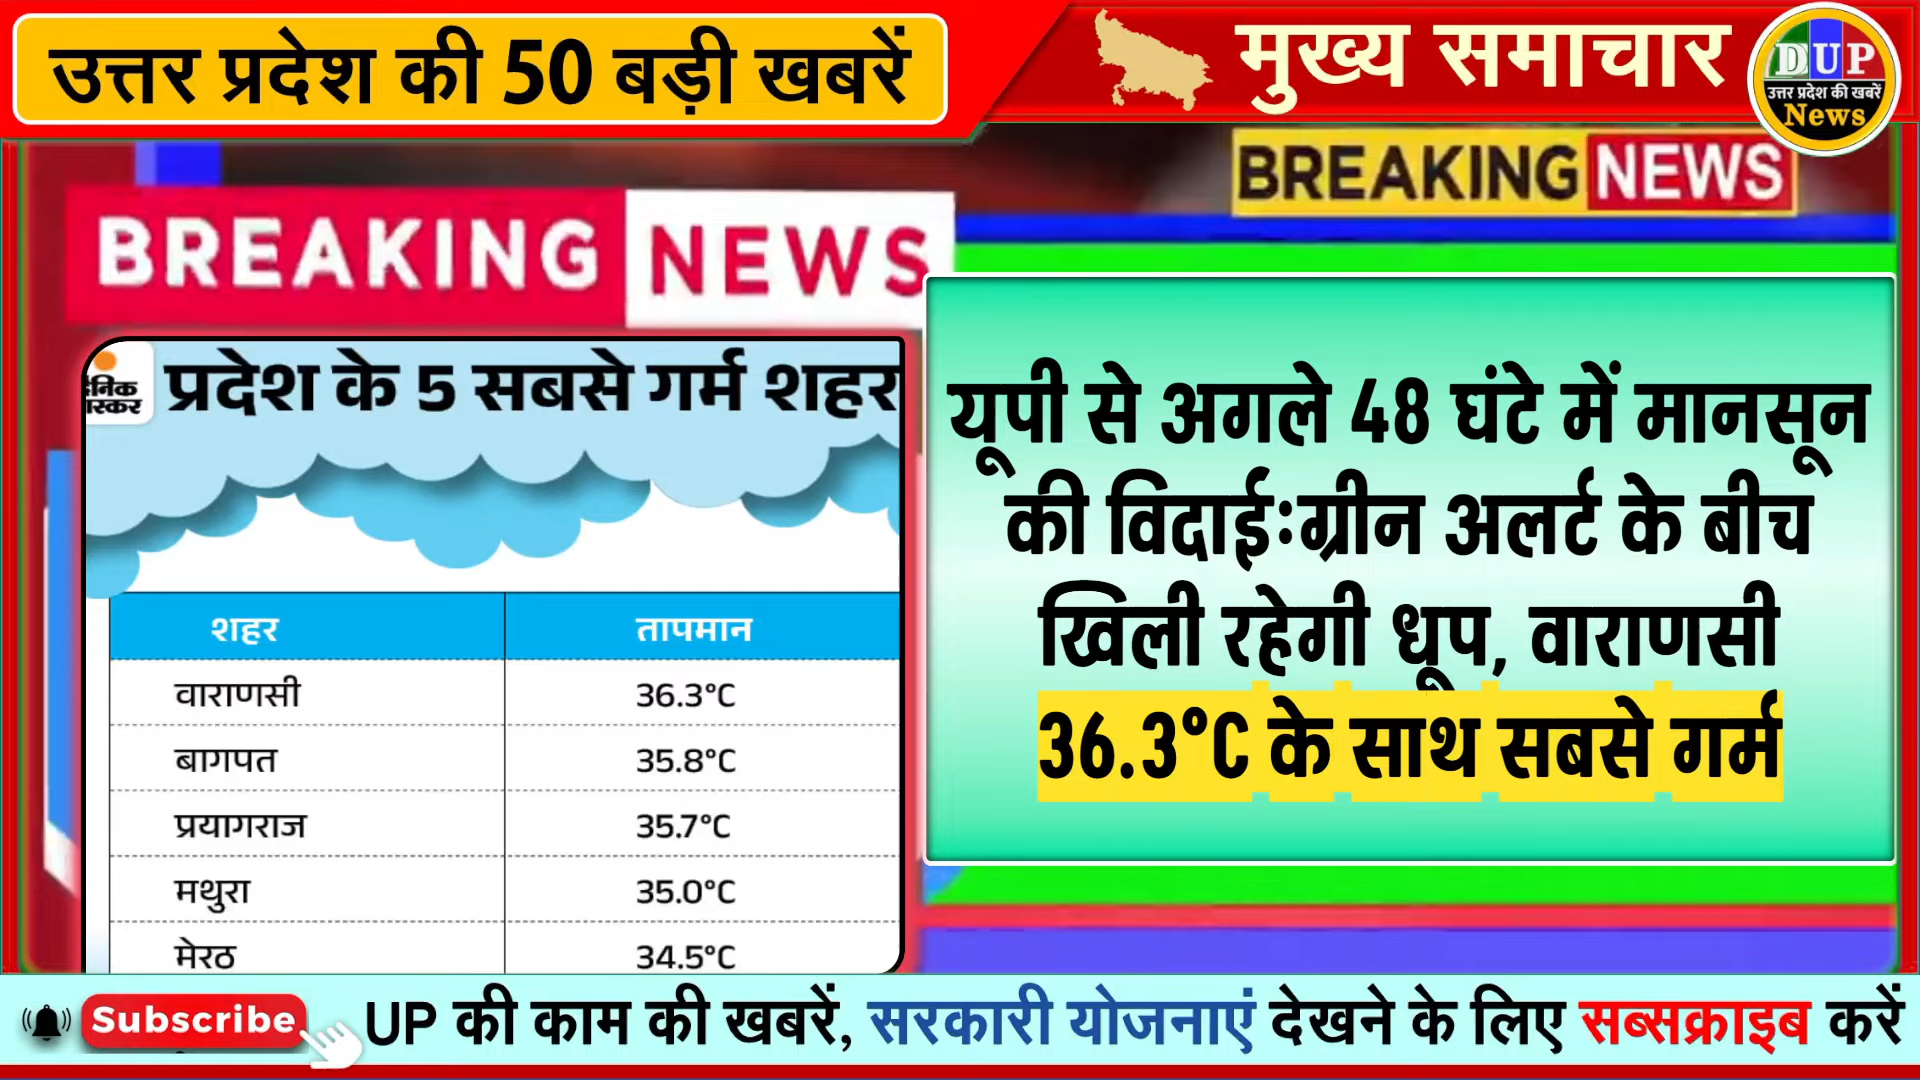 उत्तर प्रदेश की 50 बड़ी खबरें
मुख्य समाचार
DUP
उत्तर प्रदेश की खबरें
News
BREAKING NEWS
BREAKING NEWS
प्रदेश के 5 सबसे गर्म शहर
शहर तापमान
वाराणसी 36.3°C
बागपत 35.8°C
प्रयागराज 35.7°C
मथुरा 35.0°C
मेरठ 34.5°C
यूपी से अगले 48 घंटे में मानसून
की विदाईःग्रीन अलर्ट के बीच
खिली रहेगी धूप, वाराणसी
36.3°C के साथ सबसे गर्म
Subscribe
UP की काम की खबरें, सरकारी योजनाएं देखने के लिए सब्सक्राइब करें